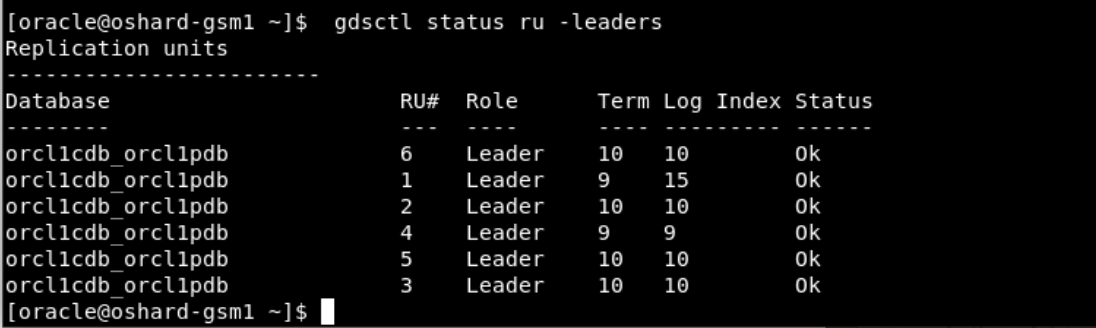 [oracle@oshard-gsm1 ~]$  gdsctl status ru -leaders
Replication units
------------------------
Database                      RU#  Role      Term Log Index Status
--------                      ---  ----      ---- --------- ------
orcl1cdb_orcl1pdb             6    Leader    10   10        Ok
orcl1cdb_orcl1pdb             1    Leader    9    15        Ok
orcl1cdb_orcl1pdb             2    Leader    10   10        Ok
orcl1cdb_orcl1pdb             4    Leader    9    9         Ok
orcl1cdb_orcl1pdb             5    Leader    10   10        Ok
orcl1cdb_orcl1pdb             3    Leader    10   10        Ok
[oracle@oshard-gsm1 ~]$